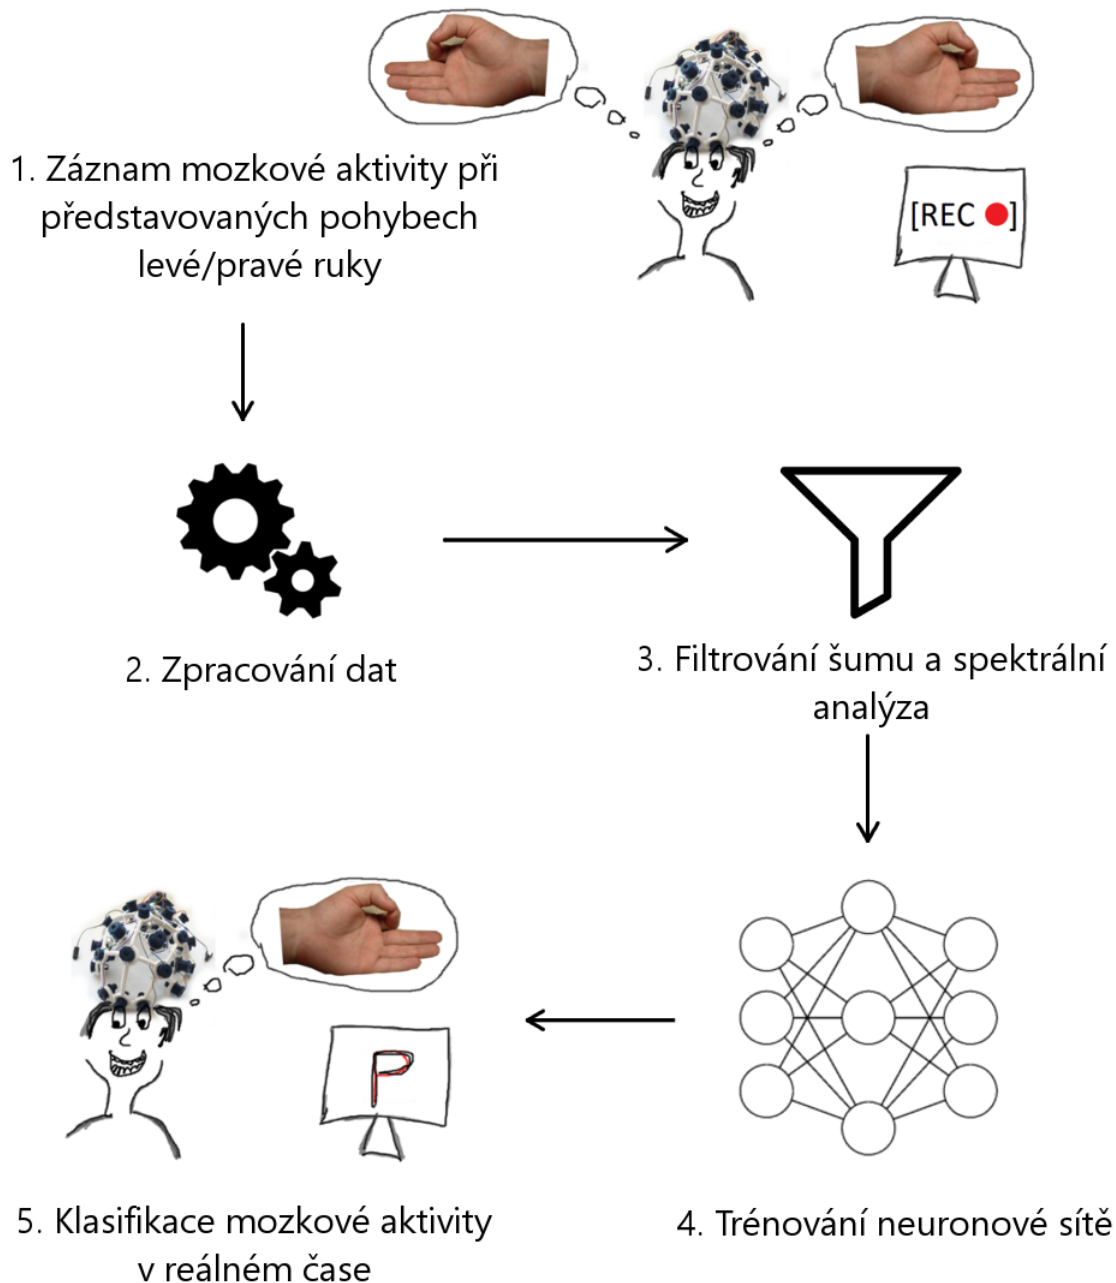 1. Záznam mozkové aktivity při
představovaných pohybech
levé/pravé ruky
[REC ●]
2. Zpracování dat
3. Filtrování šumu a spektrální
analýza
4. Trénování neuronové sítě
P
5. Klasifikace mozkové aktivity
v reálném čase